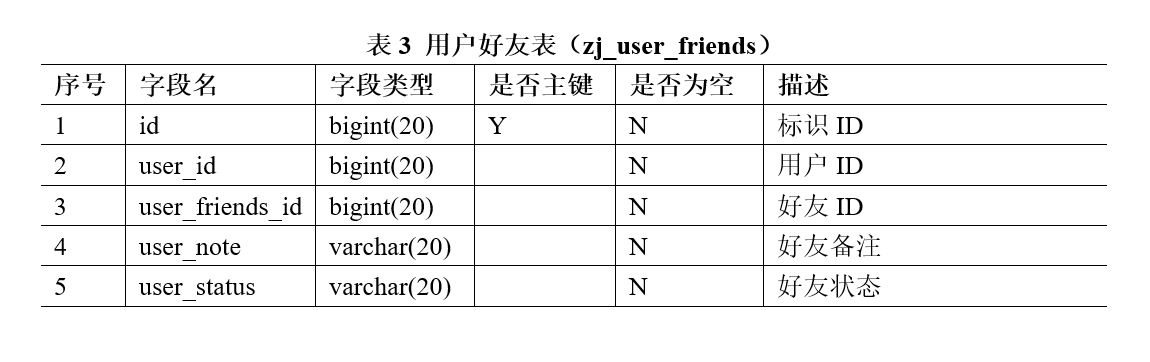 表 3 用户好友表（zj_user_friends）
序号 字段名 字段类型 是否主键 是否为空 描述
1 id bigint(20) Y N 标识 ID
2 user_id bigint(20) N 用户 ID
3 user_friends_id bigint(20) N 好友 ID
4 user_note varchar(20) N 好友备注
5 user_status varchar(20) N 好友状态